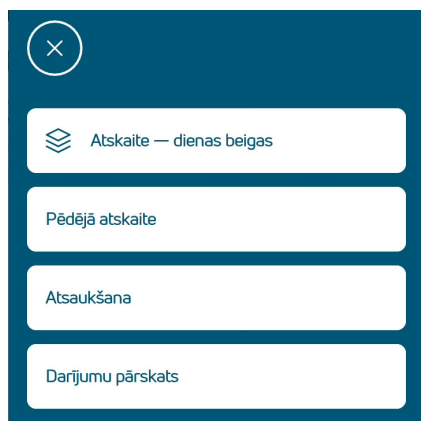 Atskaite — dienas beigas
Pēdējā atskaite
Atsaukšana
Darījumu pārskats